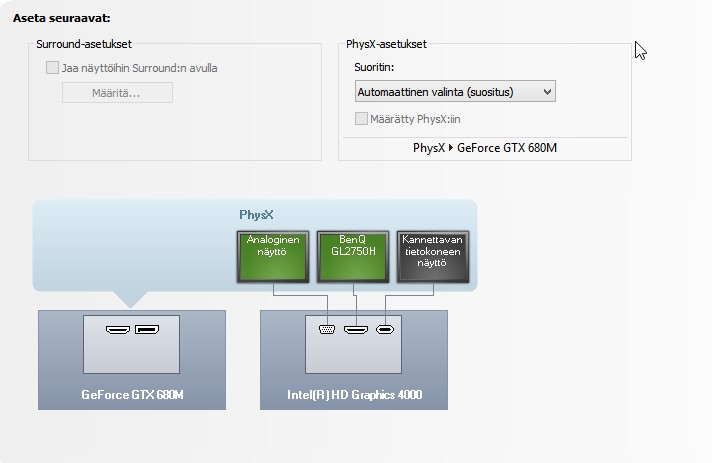 Aseta seuraavat:
Surround-asetukset
Jaa näyttöihin Surround:n avulla
Määritä...
PhysX-asetukset
Suoritin:
Automaattinen valinta (suositus)
Määrätty PhysX:iin
PhysX GeForce GTX 680M
PhysX
Analoginen
näyttö
BenQ
GL2750H
Kannettavan
tietokoneen
näyttö
GeForce GTX 680M
Intel(R) HD Graphics 4000